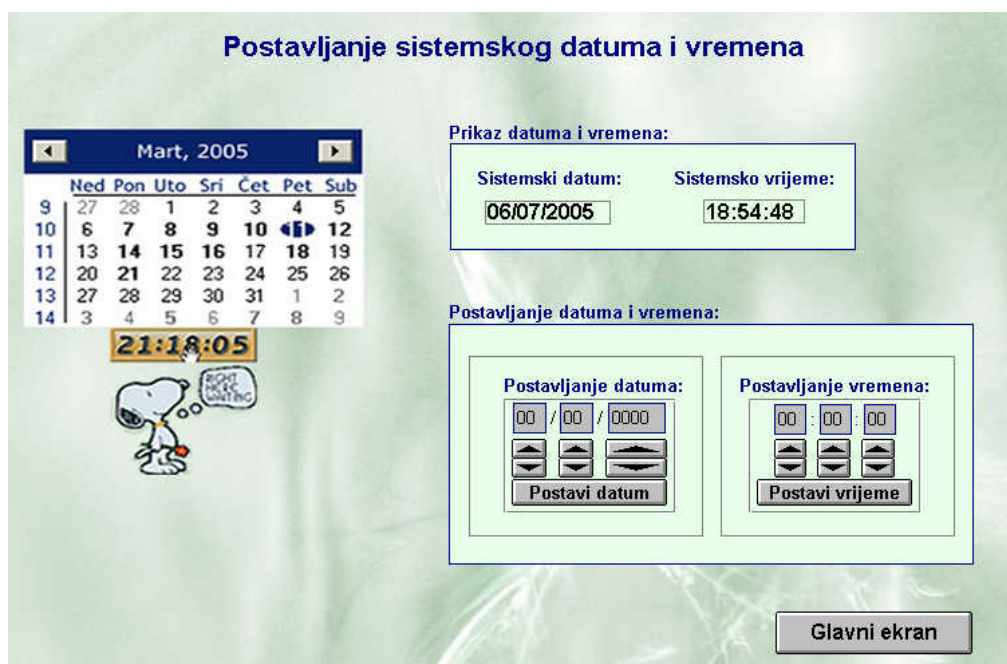 Postavljanje sistemskog datuma i vremena
Mart, 2005
Ned Pon Uto Sri Čet Pet Sub
9 27 28 1 2 3 4 5
10 6 7 8 9 10 11 12
11 13 14 15 16 17 18 19
12 20 21 22 23 24 25 26
13 27 28 29 30 31 1 2
14 3 4 5 6 7 8 9
21:18:05
RIGHT
HERE
WAITING
Prikaz datuma i vremena:
Sistemski datum: Sistemsko vrijeme:
06/07/2005 18:54:48
Postavljanje datuma i vremena:
Postavljanje datuma: Postavljanje vremena:
00 / 00 / 0000 00 : 00 : 00
Postavi datum Postavi vrijeme
Glavni ekran